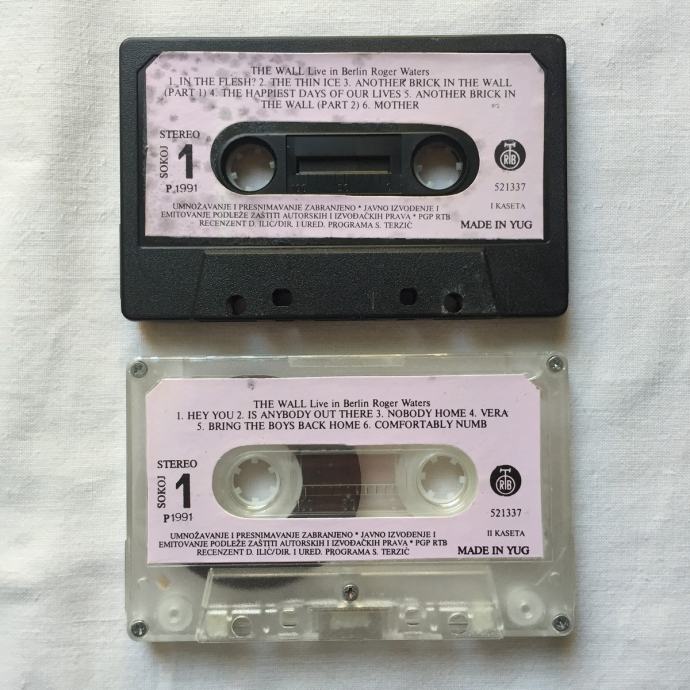 THE WALL Live in Berlin Roger Waters
1. IN THE FLESH? 2. THE THIN ICE 3. ANOTHER BRICK IN THE WALL
(PART 1) 4. THE HAPPIEST DAYS OF OUR LIVES 5. ANOTHER BRICK IN
THE WALL (PART 2) 6. MOTHER
STEREO
SOKOJ
1
P 1991
RTB
521337
I KASETA
UMNOŽAVANJE I PRESNIMAVANJE ZABRANJENO * JAVNO IZVOĐENJE I
EMITOVANJE PODLEŽE ZAŠTITI AUTORSKIH I IZVOĐAČKIH PRAVA * PGP RTB
RECENZENT D. ILIĆ/DIR. I URED. PROGRAMA S. TERZIĆ
MADE IN YUG
THE WALL Live in Berlin Roger Waters
1. HEY YOU 2. IS ANYBODY OUT THERE 3. NOBODY HOME 4. VERA
5. BRING THE BOYS BACK HOME 6. COMFORTABLY NUMB
STEREO
SOKOJ
1
P 1991
RTB
521337
II KASETA
UMNOŽAVANJE I PRESNIMAVANJE ZABRANJENO * JAVNO IZVOĐENJE I
EMITOVANJE PODLEŽE ZAŠTITI AUTORSKIH I IZVOĐAČKIH PRAVA * PGP RTB
RECENZENT D. ILIĆ/DIR. I URED. PROGRAMA S. TERZIĆ
MADE IN YUG